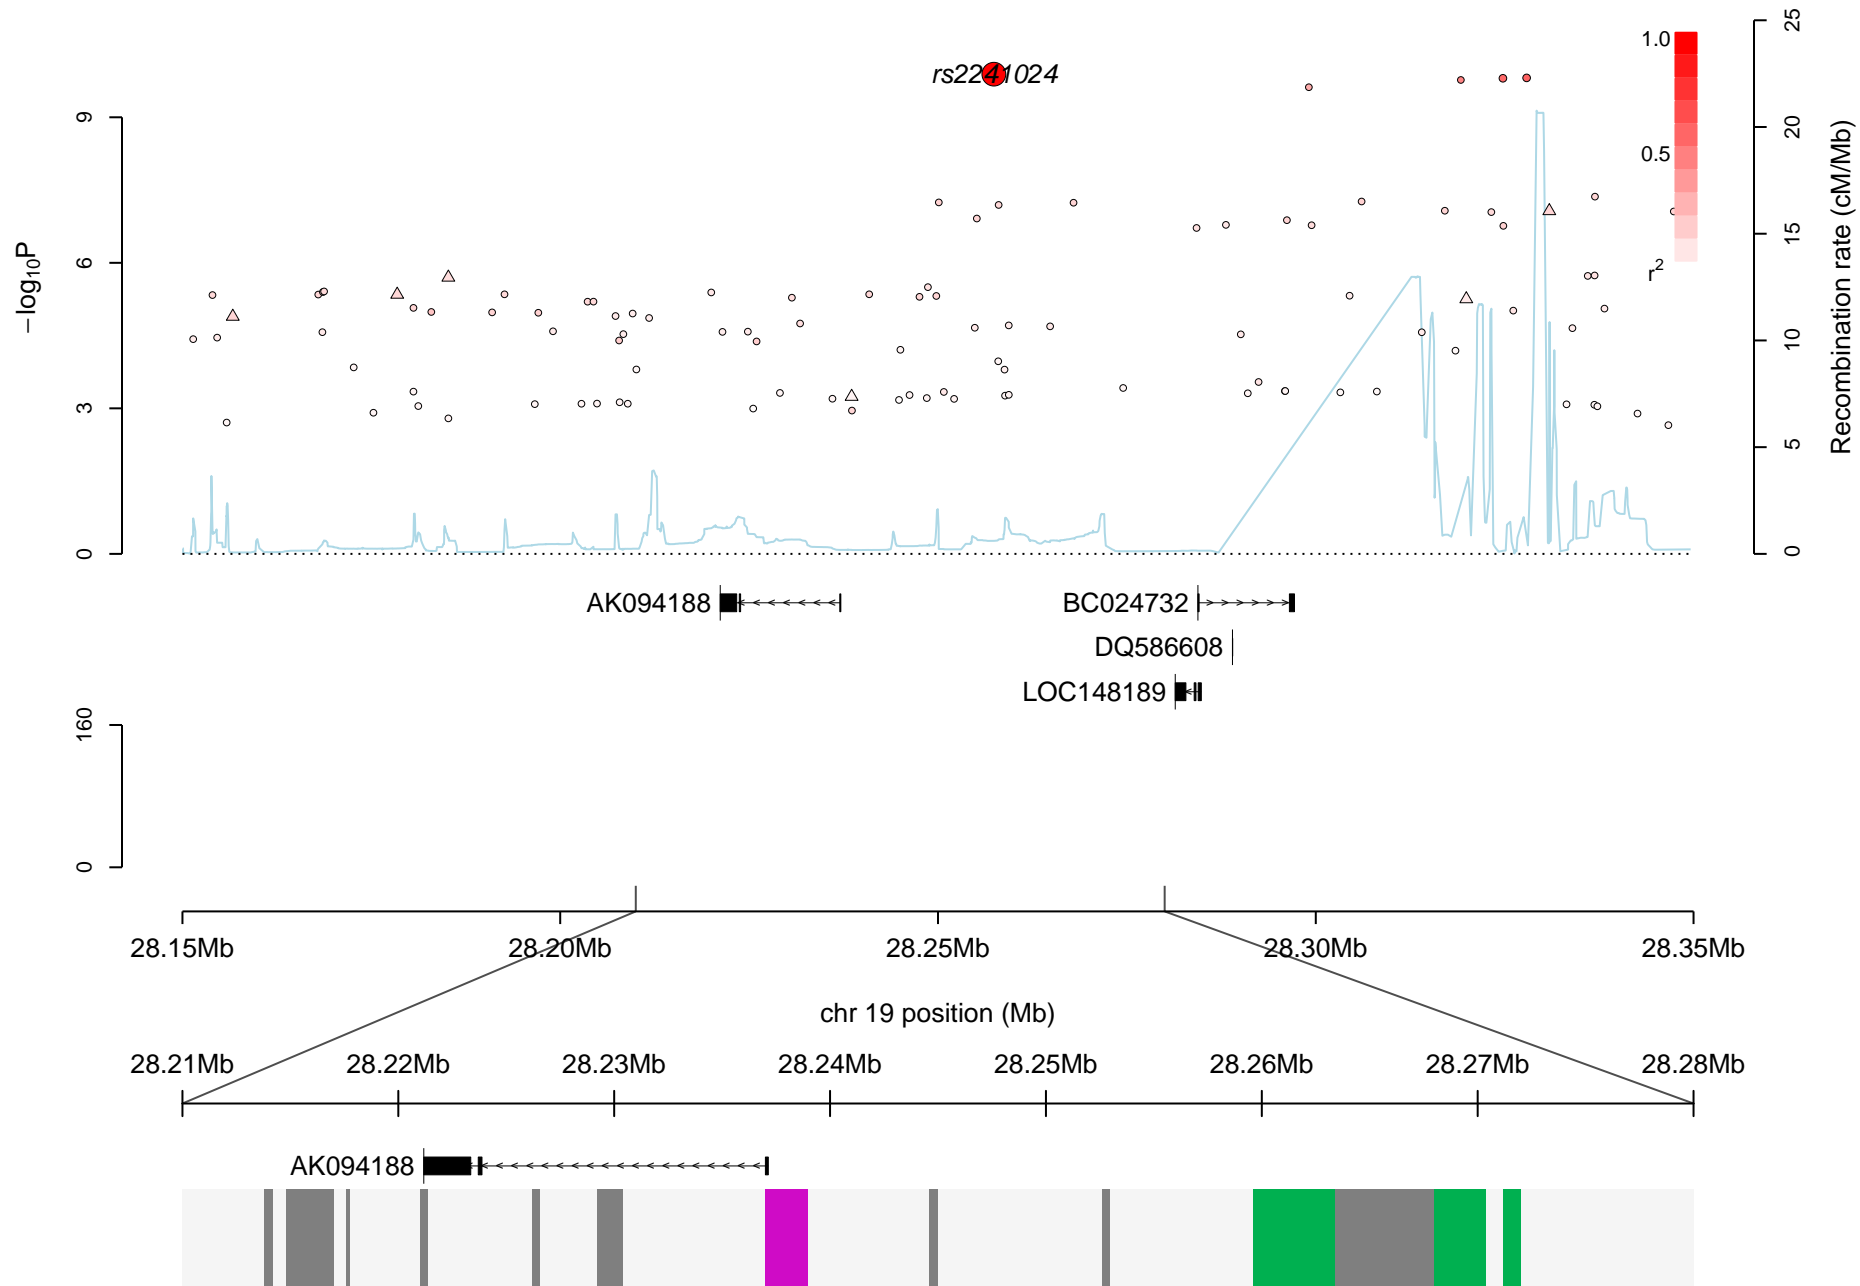 rs2241024
1.0
0.5
r2
9
6
3
0
−log10P
25
20
15
10
5
0
Recombination rate (cM/Mb)
AK094188
BC024732
DQ586608
LOC148189
160
0
28.15Mb 28.20Mb 28.25Mb 28.30Mb 28.35Mb
chr 19 position (Mb)
28.21Mb 28.22Mb 28.23Mb 28.24Mb 28.25Mb 28.26Mb 28.27Mb 28.28Mb
AK094188